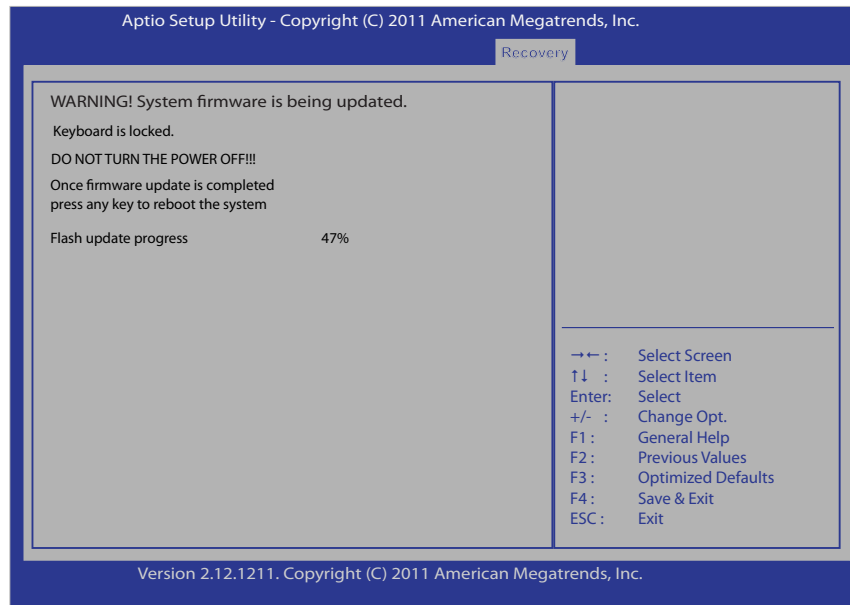 Aptio Setup Utility - Copyright (C) 2011 American Megatrends, Inc.
Recovery
WARNING! System firmware is being updated.
Keyboard is locked.
DO NOT TURN THE POWER OFF!!!
Once firmware update is completed
press any key to reboot the system
Flash update progress 47%
→← : Select Screen
↑↓ : Select Item
Enter: Select
+/- : Change Opt.
F1 : General Help
F2 : Previous Values
F3 : Optimized Defaults
F4 : Save & Exit
ESC : Exit
Version 2.12.1211. Copyright (C) 2011 American Megatrends, Inc.